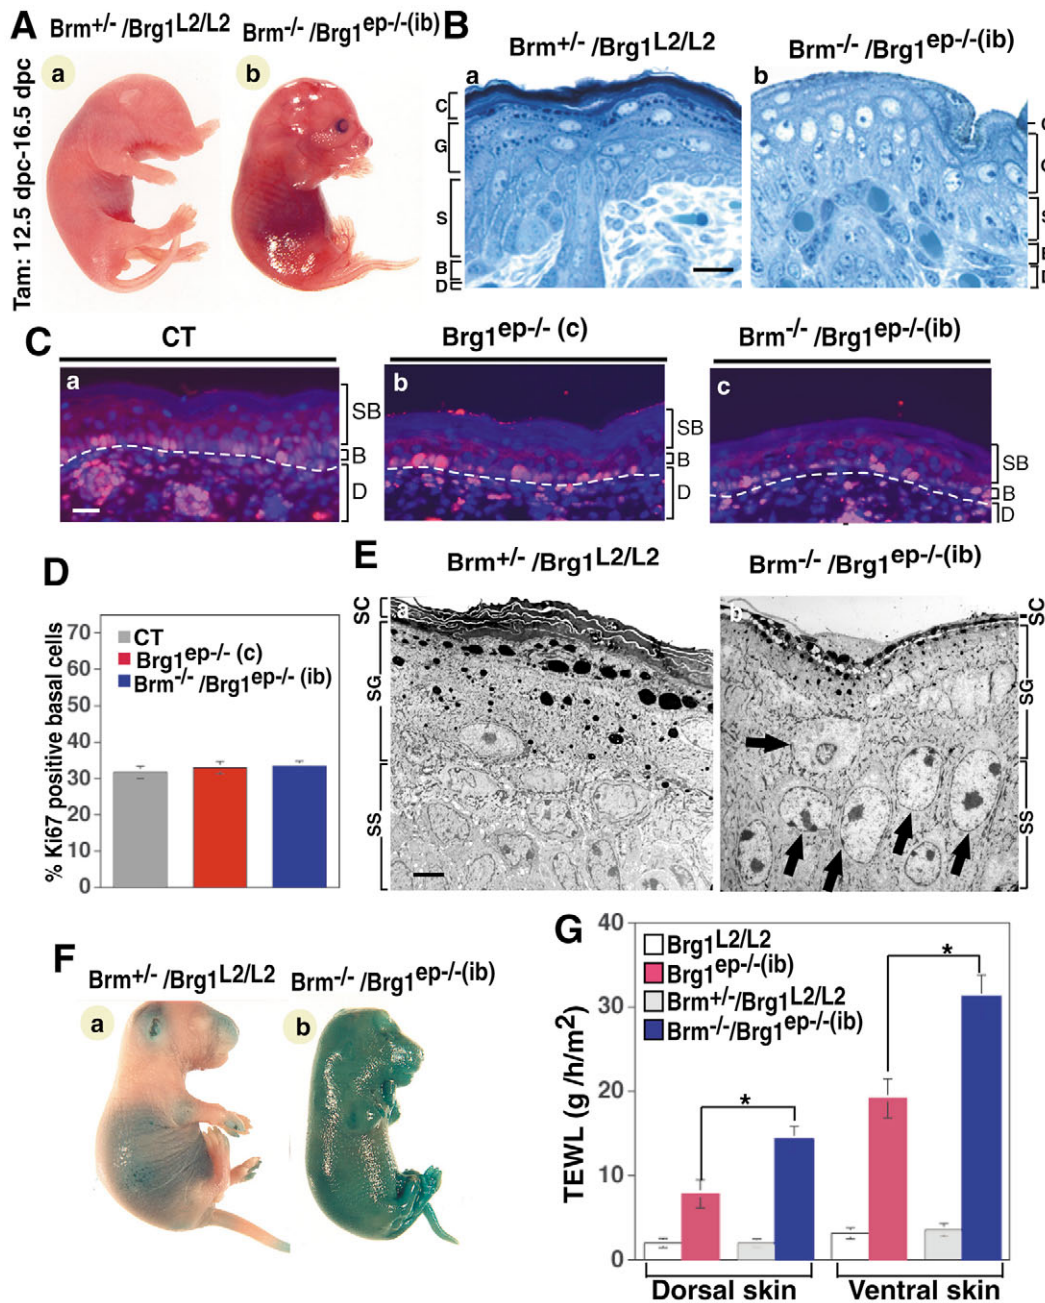 A
Brm+/- /Brg1L2/L2
Brm-/- /Brg1ep-/-(ib)
Tam: 12.5 dpc-16.5 dpc
a
b
B
Brm+/- /Brg1L2/L2
Brm-/- /Brg1ep-/-(ib)
a
b
C
G
S
B
D
C
CT
Brg1ep-/- (c)
Brm-/- /Brg1ep-/-(ib)
a
b
c
SB
B
D
SB
B
D
SB
B
D
D
% Ki67 positive basal cells
70
60
50
40
30
20
10
0
CT
Brg1ep-/- (c)
Brm-/- /Brg1ep-/- (ib)
E
Brm+/- /Brg1L2/L2
Brm-/- /Brg1ep-/-(ib)
a
b
SC
SG
SS
SC
SG
SS
F
Brm+/- /Brg1L2/L2
Brm-/- /Brg1ep-/-(ib)
a
b
G
TEWL (g /h/m2)
40
30
20
10
0
Brg1L2/L2
Brg1ep-/-(ib)
Brm+/-/Brg1L2/L2
Brm-/-/Brg1ep-/-(ib)
*
*
Dorsal skin
Ventral skin